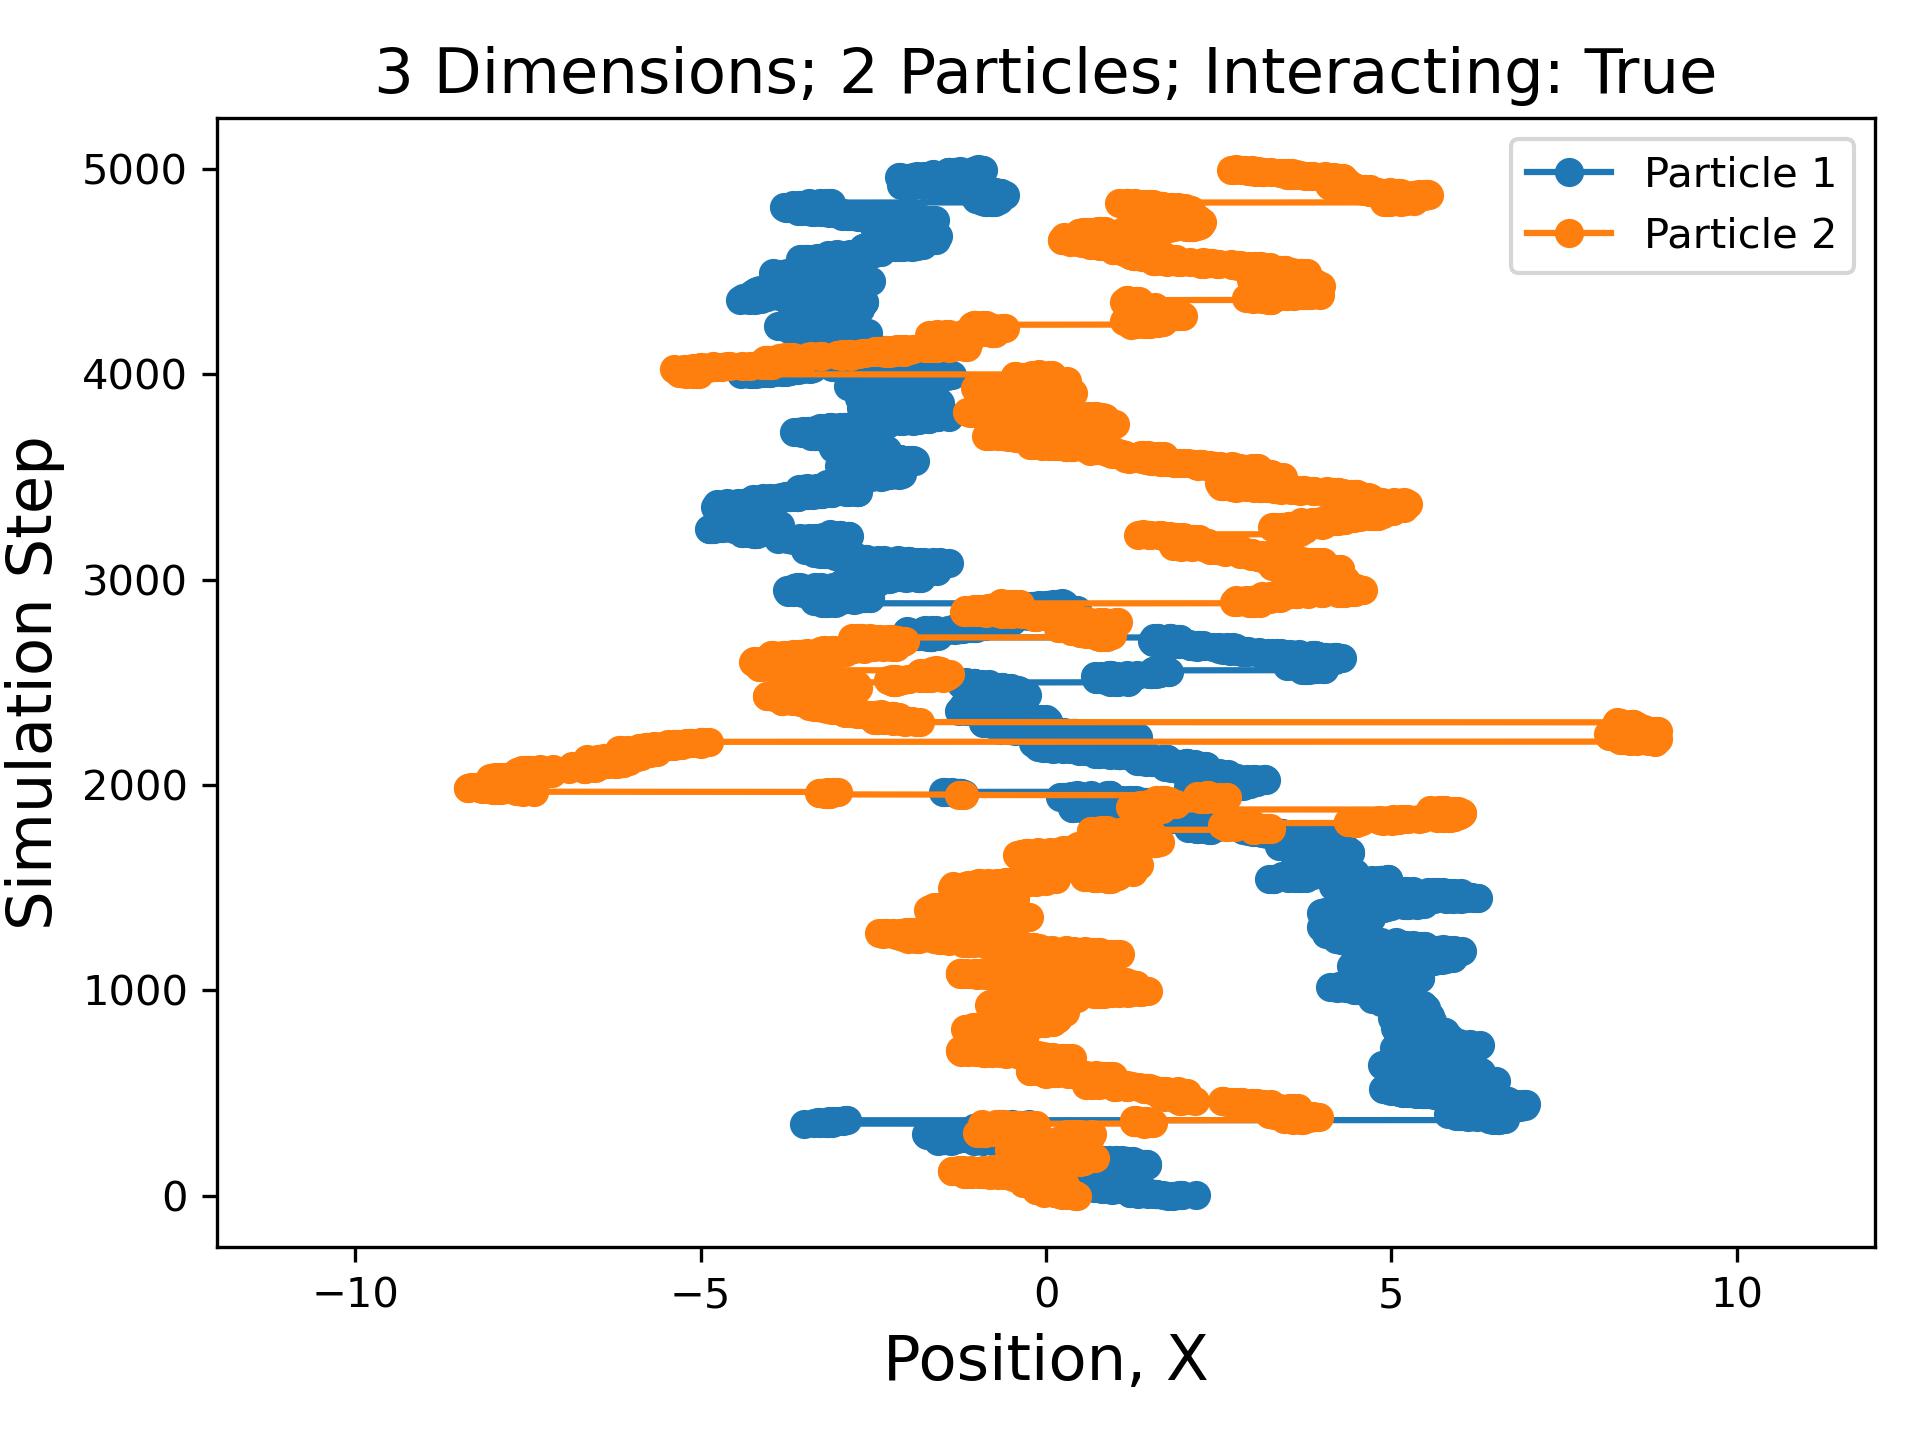 3 Dimensions; 2 Particles; Interacting: True
Particle 1
Particle 2
Simulation Step
5000
4000
3000
2000
1000
0
−10
−5
0
5
10
Position, X